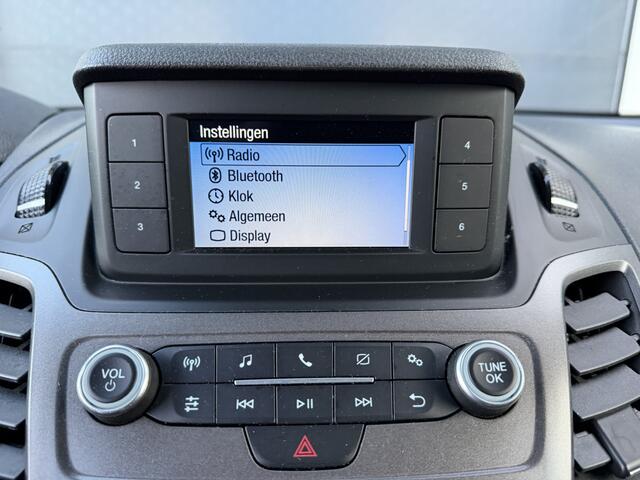 Instellingen
Radio
Bluetooth
Klok
Algemeen
Display
1
2
3
4
5
6
VOL
TUNE
OK